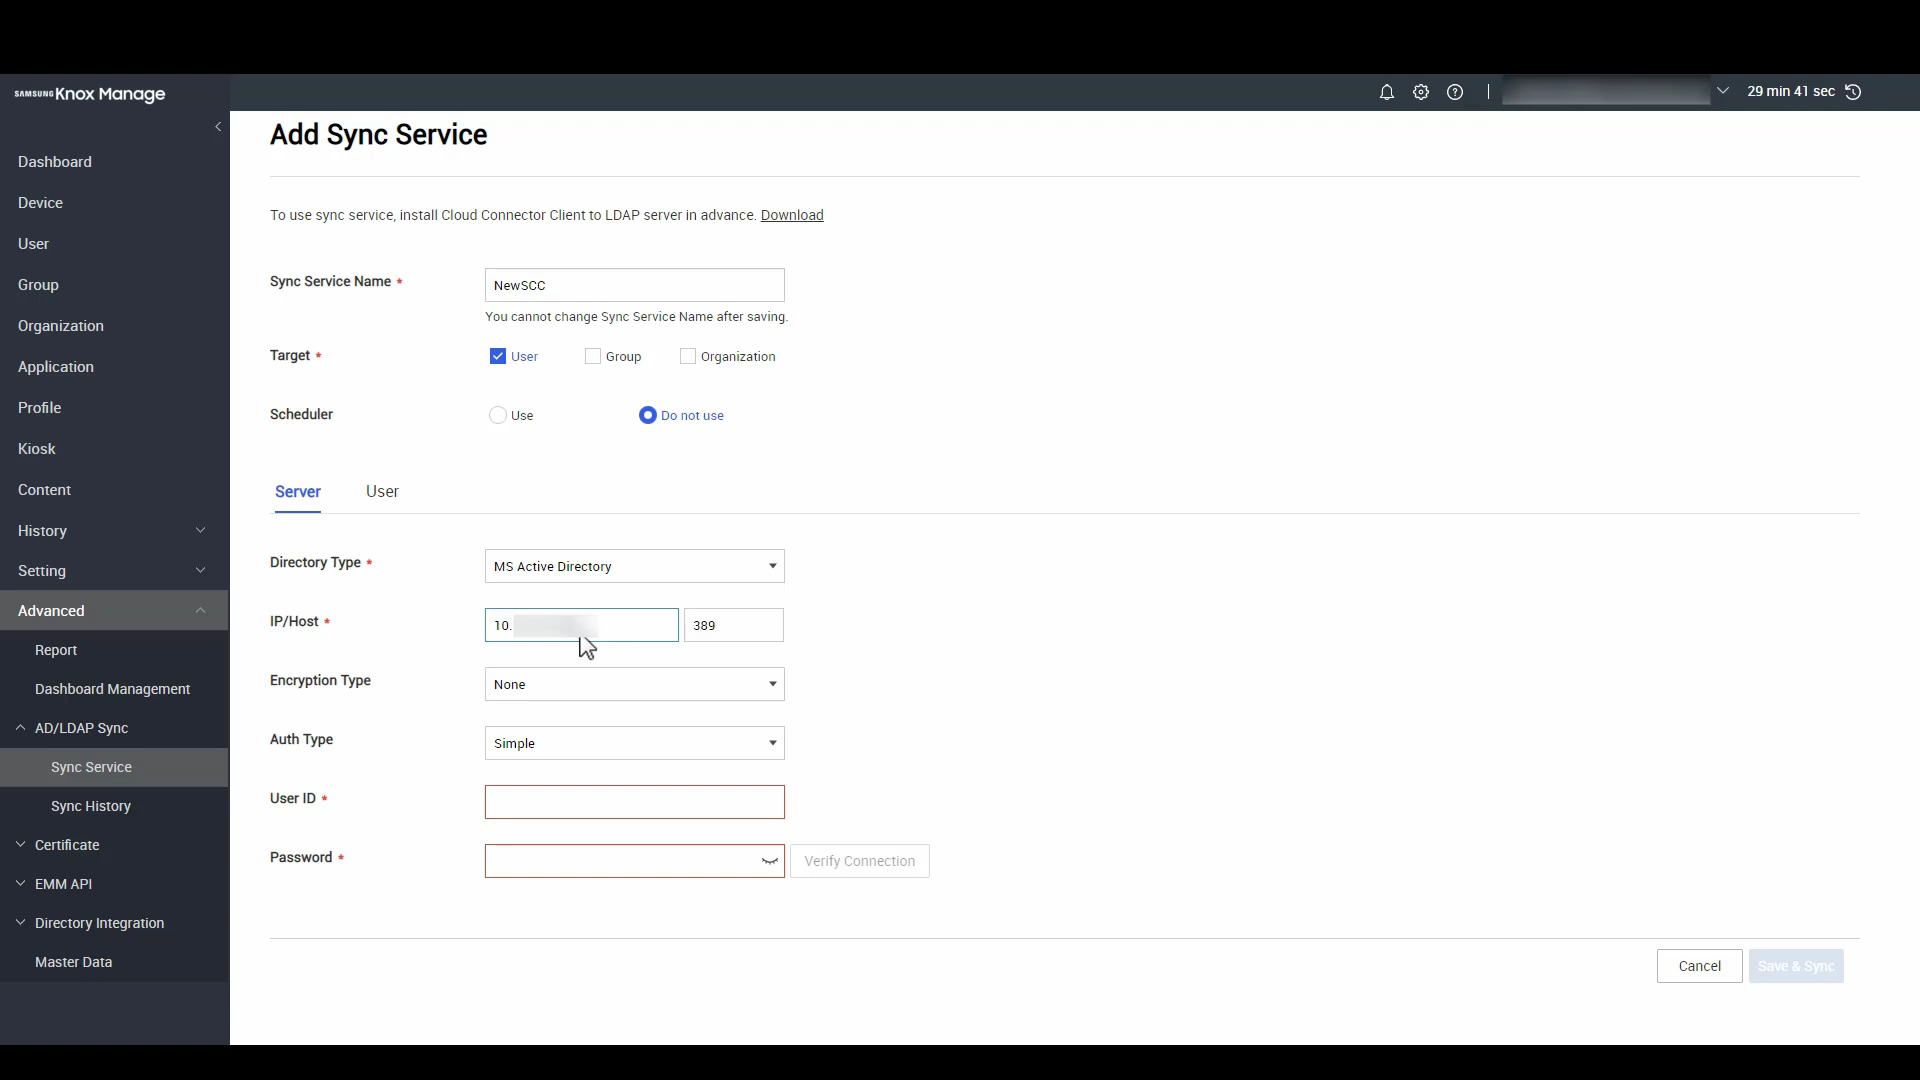 SAMSUNG Knox Manage
29 min 41 sec
Dashboard
Device
User
Group
Organization
Application
Profile
Kiosk
Content
History
Setting
Advanced
Report
Dashboard Management
AD/LDAP Sync
Sync Service
Sync History
Certificate
EMM API
Directory Integration
Master Data
Add Sync Service
To use sync service, install Cloud Connector Client to LDAP server in advance. Download
Sync Service Name * NewSCC
You cannot change Sync Service Name after saving.
Target * User Group Organization
Scheduler Use Do not use
Server User
Directory Type * MS Active Directory
IP/Host * 10. 389
Encryption Type None
Auth Type Simple
User ID *
Password * Verify Connection
Cancel Save & Sync